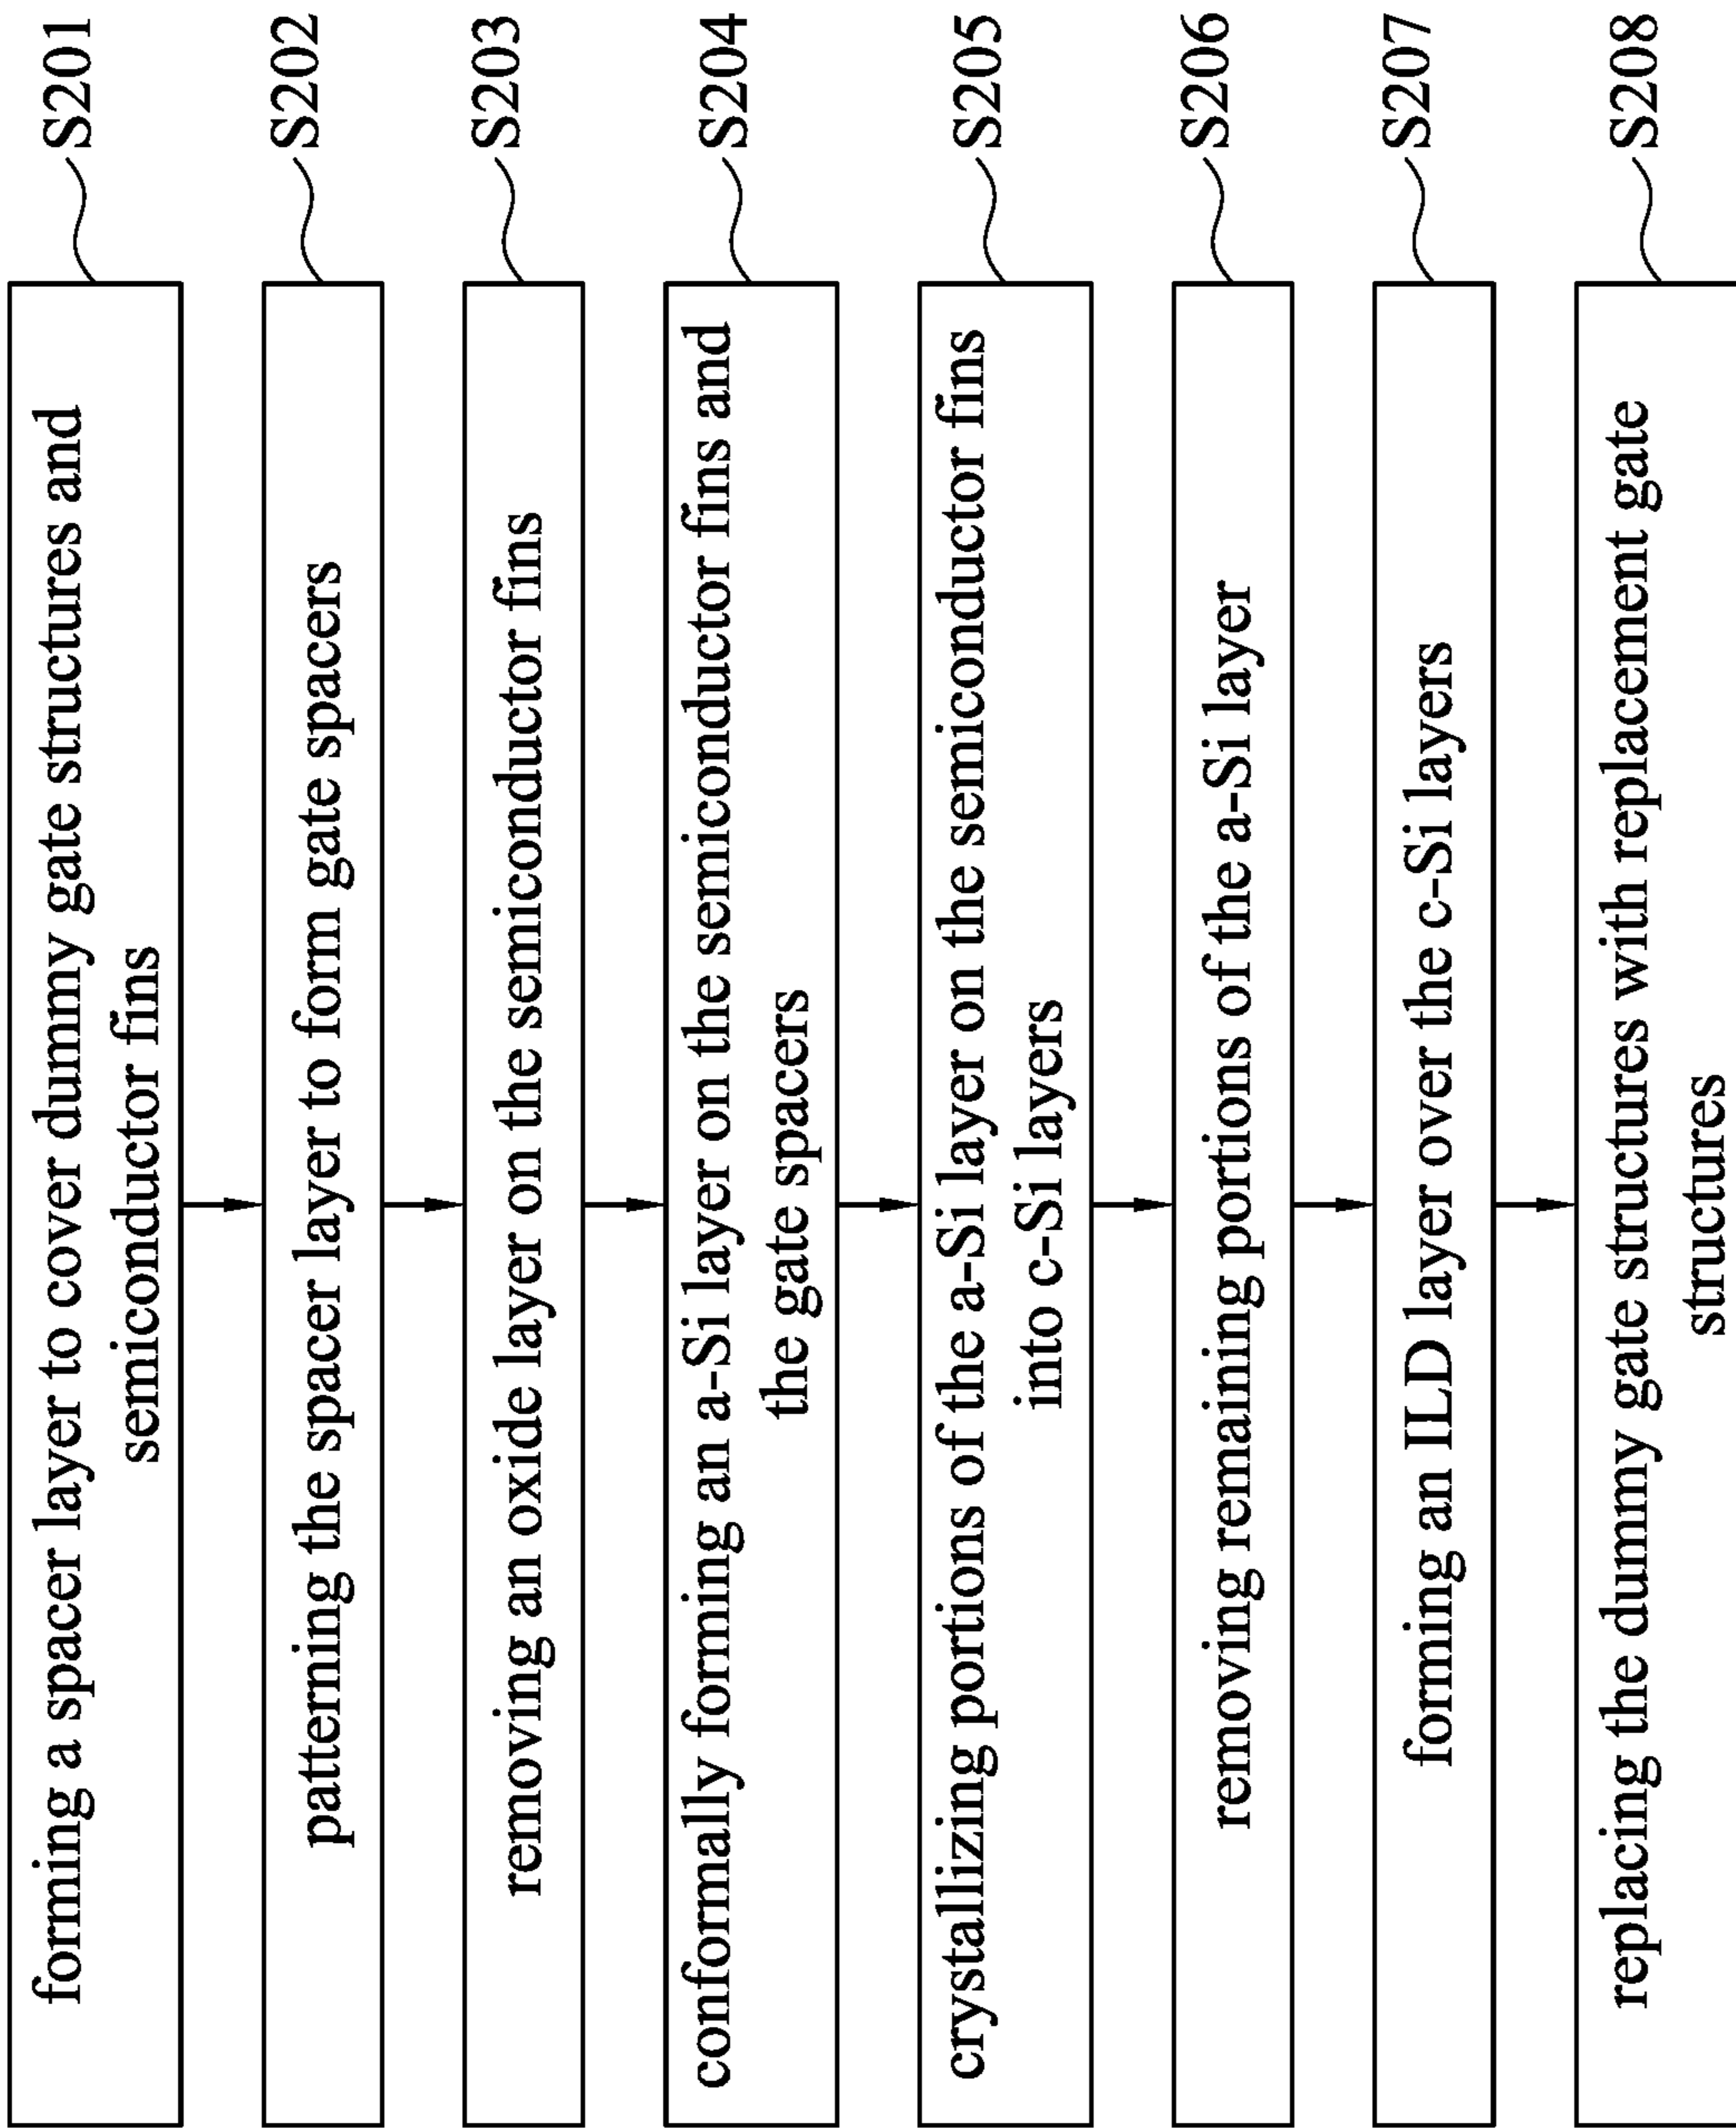 forming a spacer layer to cover dummy gate structures and
semiconductor fins
S201
patterning the spacer layer to form gate spacers
S202
removing an oxide layer on the semiconductor fins
S203
conformally forming an a-Si layer on the semiconductor fins and
the gate spacers
S204
crystallizing portions of the a-Si layer on the semiconductor fins
into c-Si layers
S205
removing remaining portions of the a-Si layer
S206
forming an ILD layer over the c-Si layers
S207
replacing the dummy gate structures with replacement gate
structures
S208